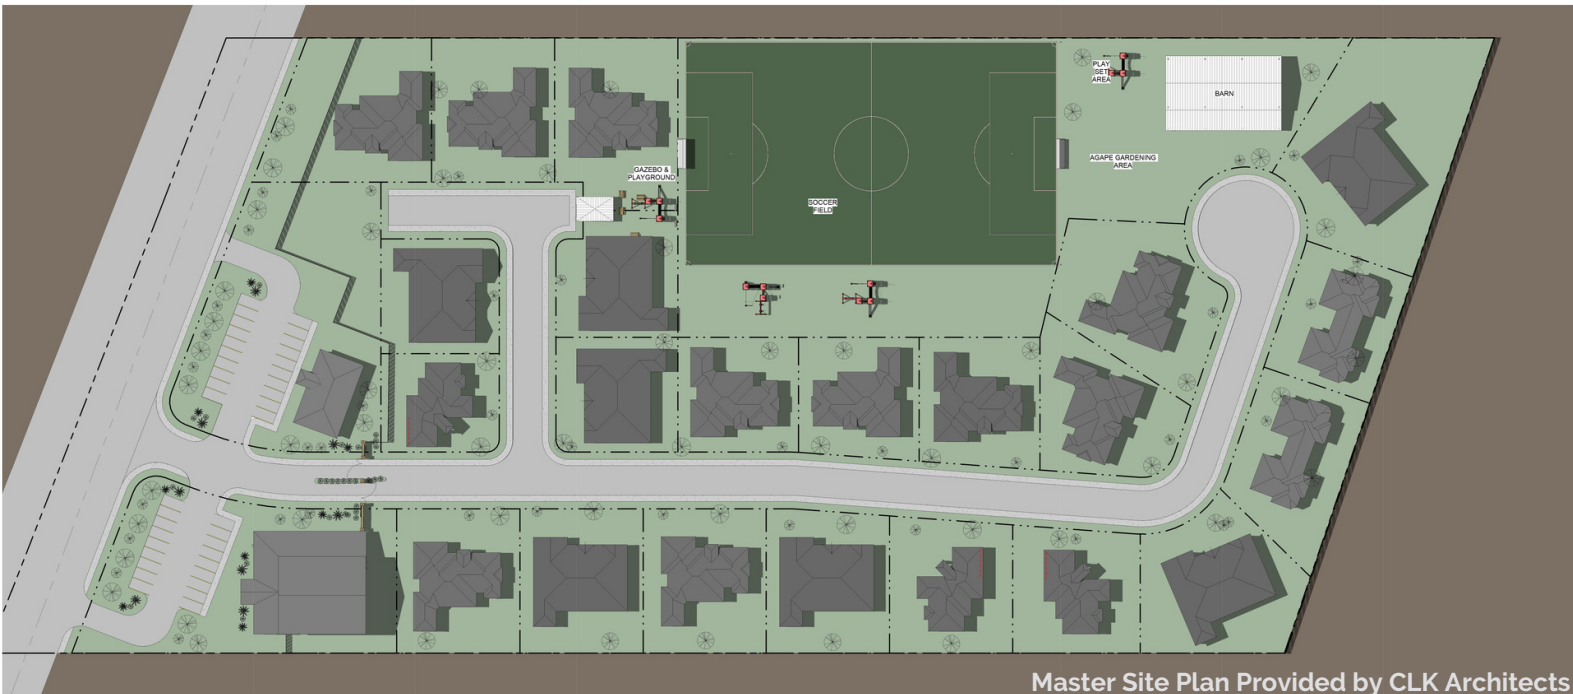 PLAY
SET
AREA
BARN
AGAPE GARDENING
AREA
GAZEBO &
PLAYGROUND
SOCCER
FIELD
Master Site Plan Provided by CLK Architects